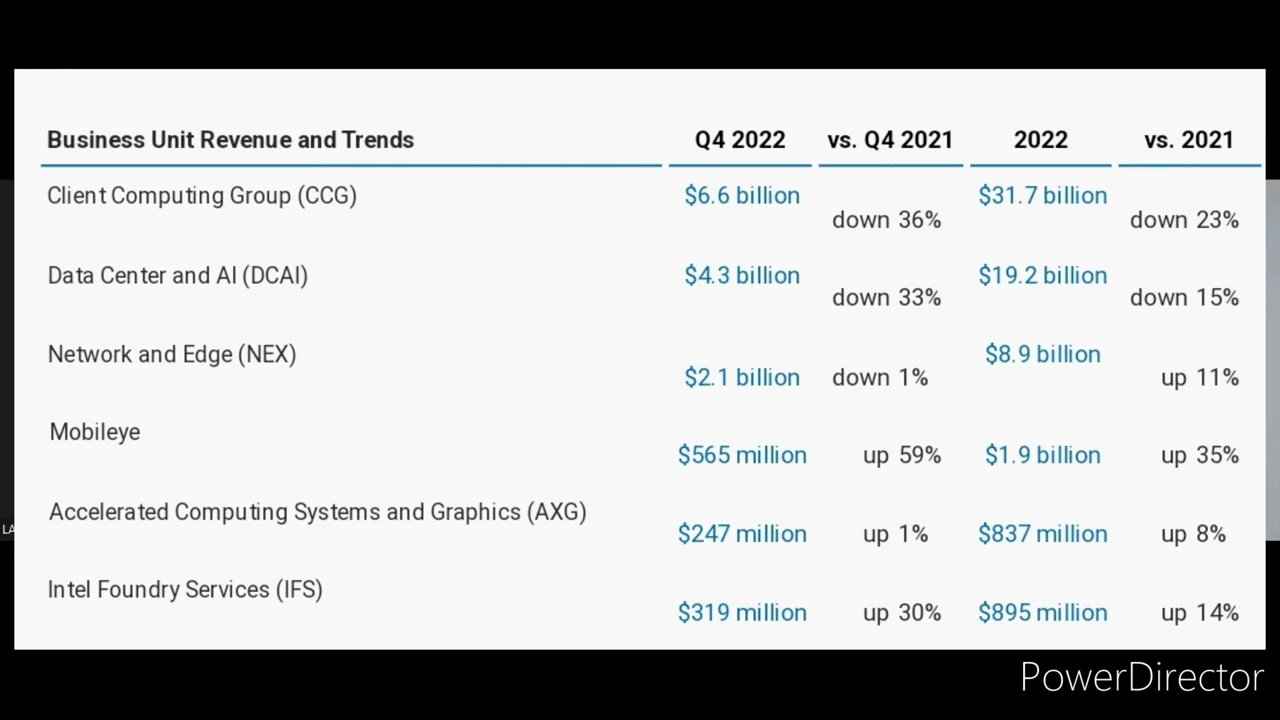 Business Unit Revenue and Trends Q4 2022 vs. Q4 2021 2022 vs. 2021
Client Computing Group (CCG) $6.6 billion down 36% $31.7 billion down 23%
Data Center and AI (DCAI) $4.3 billion down 33% $19.2 billion down 15%
Network and Edge (NEX) $2.1 billion down 1% $8.9 billion up 11%
Mobileye $565 million up 59% $1.9 billion up 35%
Accelerated Computing Systems and Graphics (AXG) $247 million up 1% $837 million up 8%
LA
Intel Foundry Services (IFS) $319 million up 30% $895 million up 14%
PowerDirector